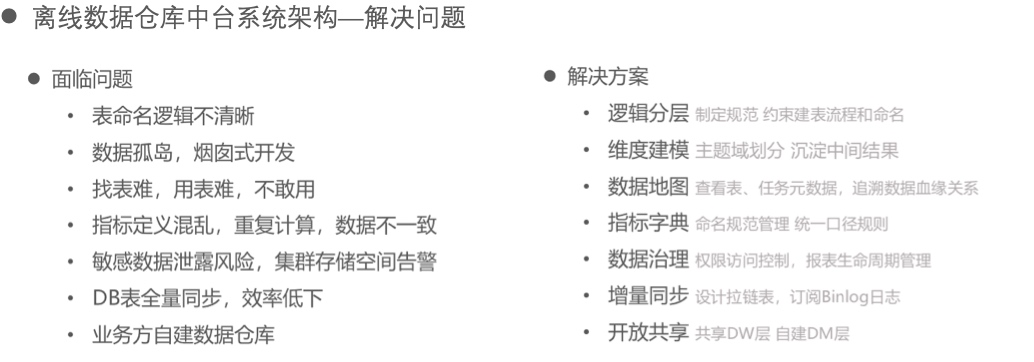 离线数据仓库中台系统架构—解决问题
面临问题
表命名逻辑不清晰
数据孤岛，烟囱式开发
找表难，用表难，不敢用
指标定义混乱，重复计算，数据不一致
敏感数据泄露风险，集群存储空间告警
DB表全量同步，效率低下
业务方自建数据仓库
解决方案
逻辑分层 制定规范 约束建表流程和命名
维度建模 主题域划分 沉淀中间结果
数据地图 查看表、任务元数据，追溯数据血缘关系
指标字典 命名规范管理 统一口径规则
数据治理 权限访问控制，报表生命周期管理
增量同步 设计拉链表，订阅Binlog日志
开放共享 共享DW层 自建DM层